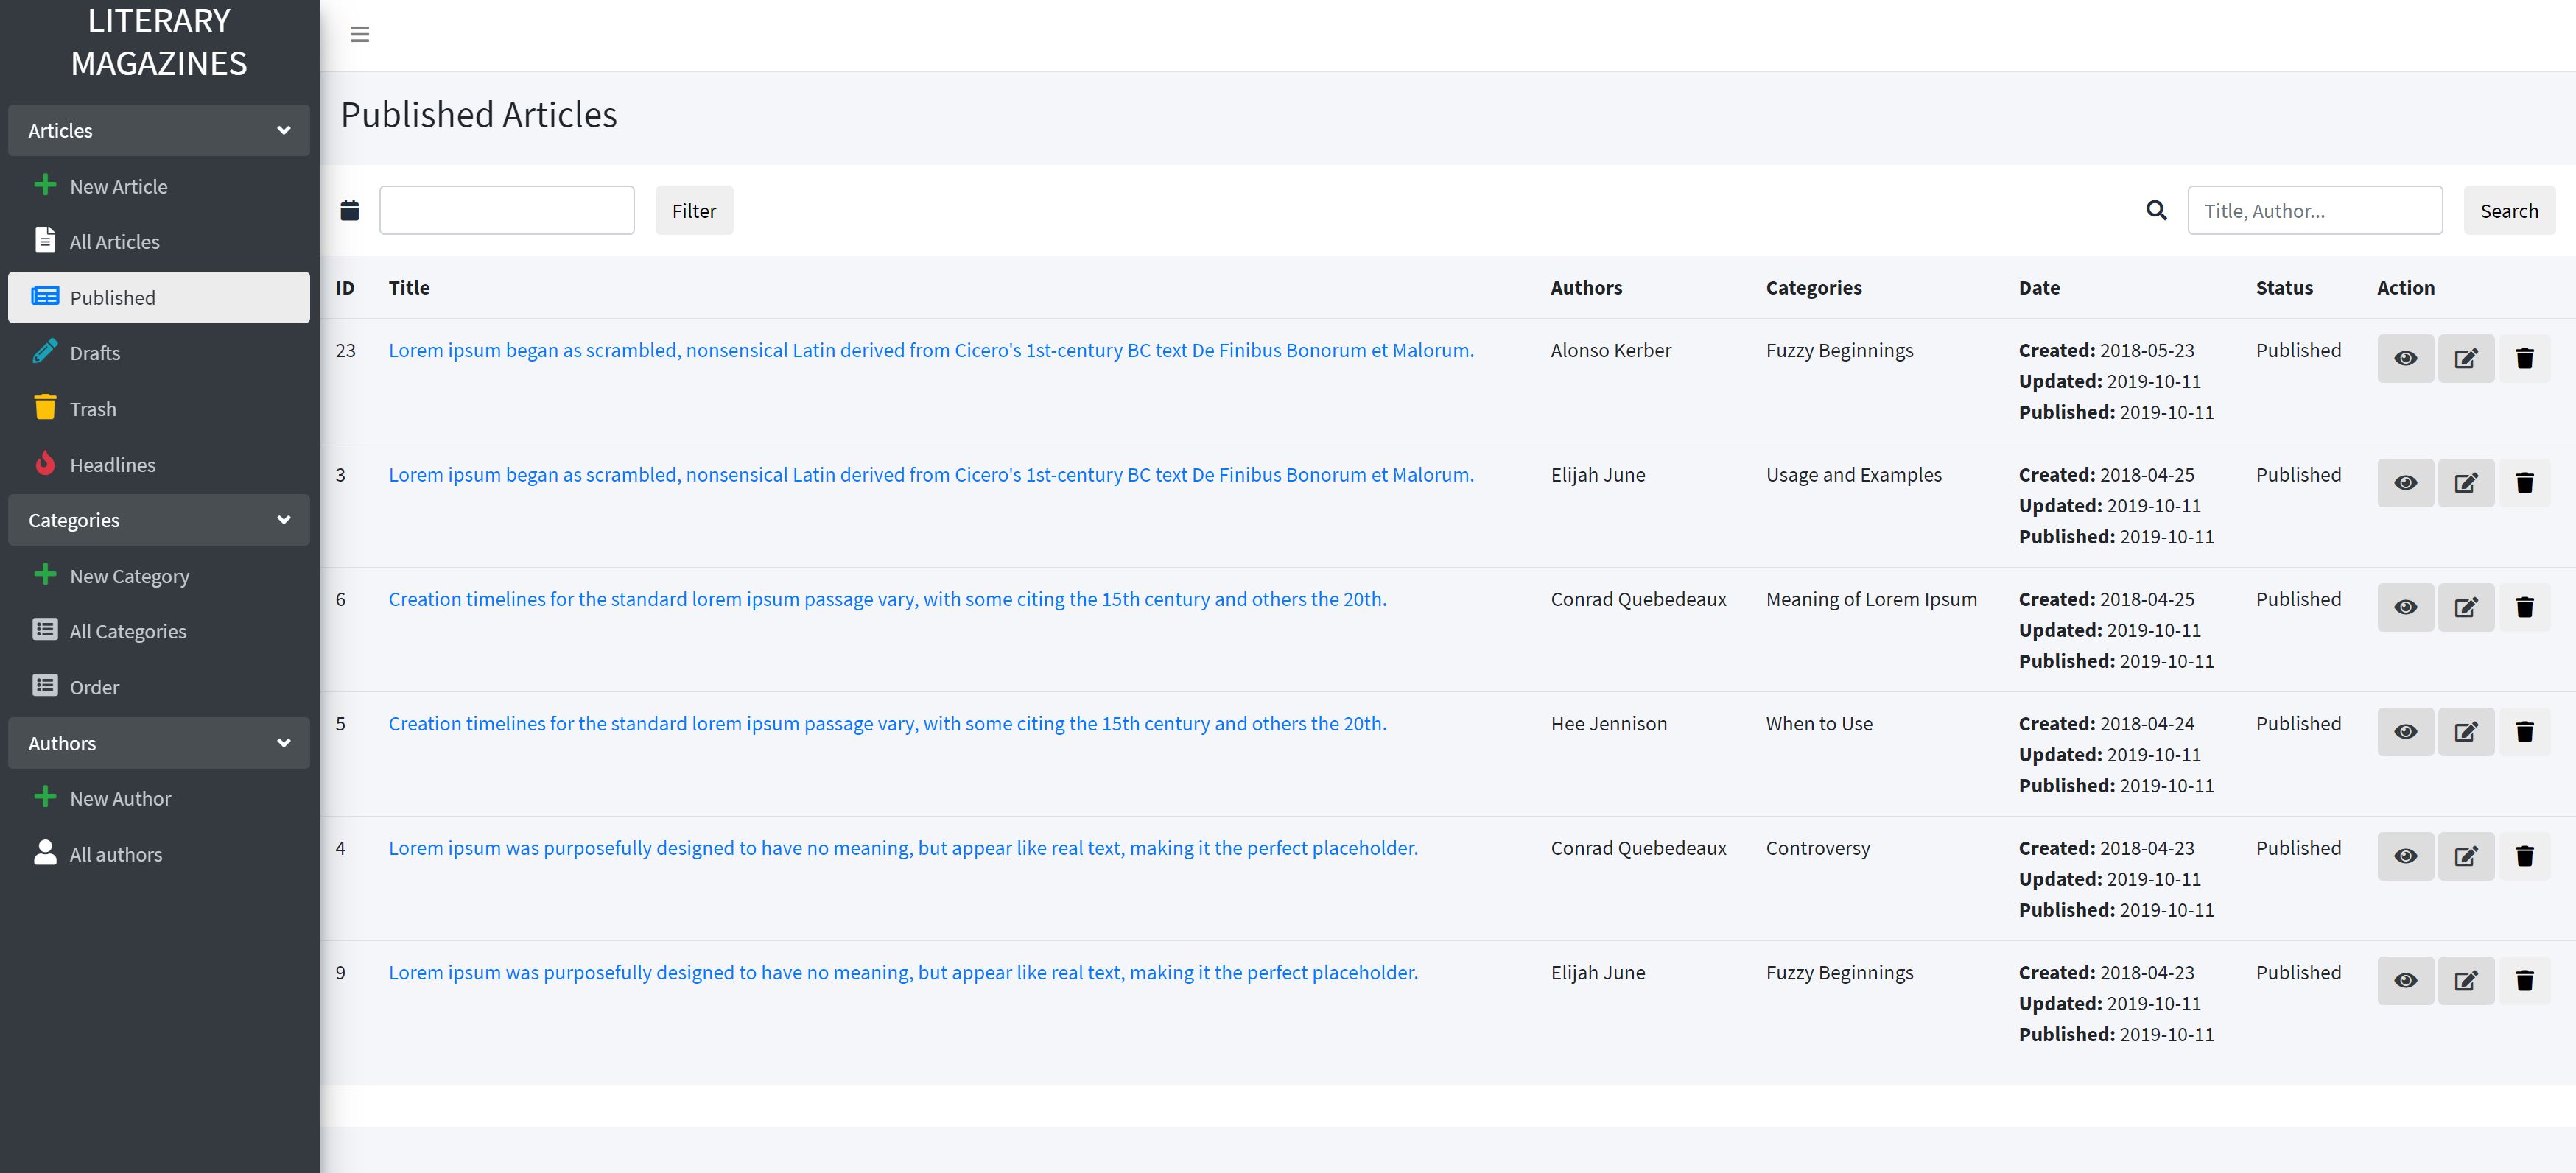 LITERARY
MAGAZINES
Articles
New Article
All Articles
Published
Drafts
Trash
Headlines
Categories
New Category
All Categories
Order
Authors
New Author
All authors
Published Articles
Filter
Title, Author...
Search
ID Title Authors Categories Date Status Action
23 Lorem ipsum began as scrambled, nonsensical Latin derived from Cicero's 1st-century BC text De Finibus Bonorum et Malorum. Alonso Kerber Fuzzy Beginnings Created: 2018-05-23 Published
Updated: 2019-10-11
Published: 2019-10-11
3 Lorem ipsum began as scrambled, nonsensical Latin derived from Cicero's 1st-century BC text De Finibus Bonorum et Malorum. Elijah June Usage and Examples Created: 2018-04-25 Published
Updated: 2019-10-11
Published: 2019-10-11
6 Creation timelines for the standard lorem ipsum passage vary, with some citing the 15th century and others the 20th. Conrad Quebedeaux Meaning of Lorem Ipsum Created: 2018-04-25 Published
Updated: 2019-10-11
Published: 2019-10-11
5 Creation timelines for the standard lorem ipsum passage vary, with some citing the 15th century and others the 20th. Hee Jennison When to Use Created: 2018-04-24 Published
Updated: 2019-10-11
Published: 2019-10-11
4 Lorem ipsum was purposefully designed to have no meaning, but appear like real text, making it the perfect placeholder. Conrad Quebedeaux Controversy Created: 2018-04-23 Published
Updated: 2019-10-11
Published: 2019-10-11
9 Lorem ipsum was purposefully designed to have no meaning, but appear like real text, making it the perfect placeholder. Elijah June Fuzzy Beginnings Created: 2018-04-23 Published
Updated: 2019-10-11
Published: 2019-10-11